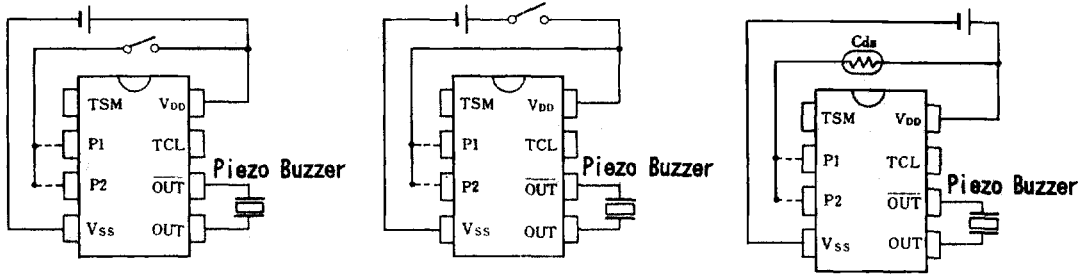 TSM VDD
P1 TCL
Piezo Buzzer
P2 OUT
VSS OUT
TSM VDD
P1 TCL
Piezo Buzzer
P2 OUT
VSS OUT
Cds
TSM VDD
P1 TCL
Piezo Buzzer
P2 OUT
VSS OUT